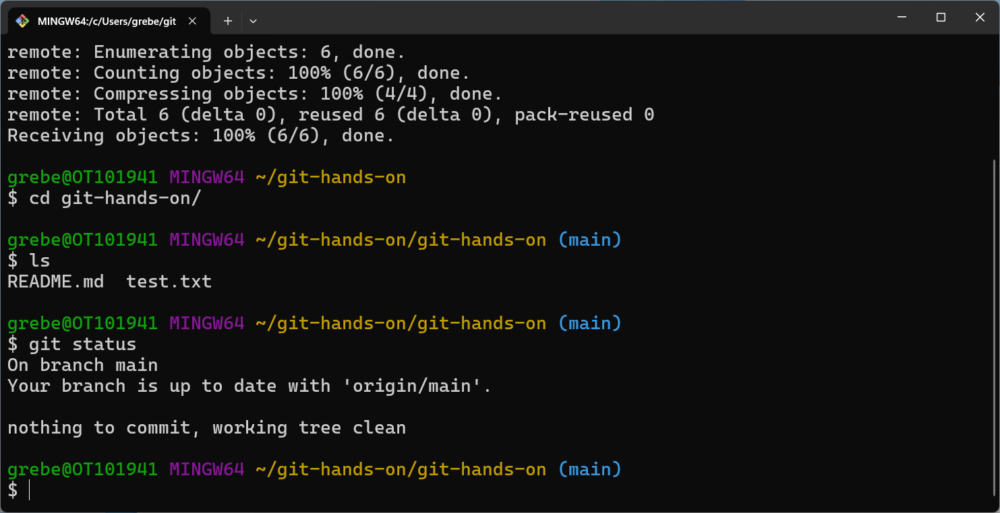 MINGW64:/c/Users/grebe/git
remote: Enumerating objects: 6, done.
remote: Counting objects: 100% (6/6), done.
remote: Compressing objects: 100% (4/4), done.
remote: Total 6 (delta 0), reused 6 (delta 0), pack-reused 0
Receiving objects: 100% (6/6), done.
grebe@OT101941 MINGW64 ~/git-hands-on
$ cd git-hands-on/
grebe@OT101941 MINGW64 ~/git-hands-on/git-hands-on (main)
$ ls
README.md  test.txt
grebe@OT101941 MINGW64 ~/git-hands-on/git-hands-on (main)
$ git status
On branch main
Your branch is up to date with 'origin/main'.
nothing to commit, working tree clean
grebe@OT101941 MINGW64 ~/git-hands-on/git-hands-on (main)
$